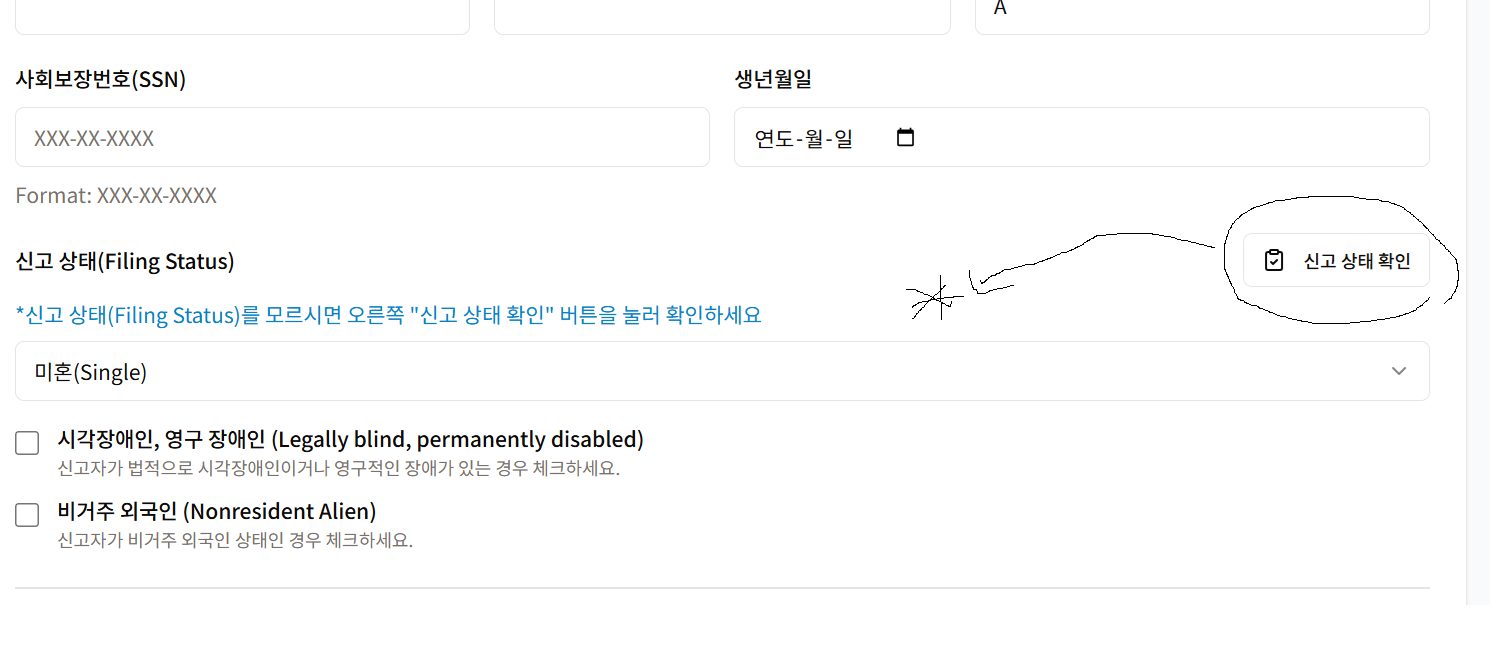 A
사회보장번호(SSN)
생년월일
XXX-XX-XXXX
연도-월-일
Format: XXX-XX-XXXX
신고 상태(Filing Status)
신고 상태 확인
*신고 상태(Filing Status)를 모르시면 오른쪽 "신고 상태 확인" 버튼을 눌러 확인하세요
미혼(Single)
시각장애인, 영구 장애인 (Legally blind, permanently disabled)
신고자가 법적으로 시각장애인이거나 영구적인 장애가 있는 경우 체크하세요.
비거주 외국인 (Nonresident Alien)
신고자가 비거주 외국인 상태인 경우 체크하세요.